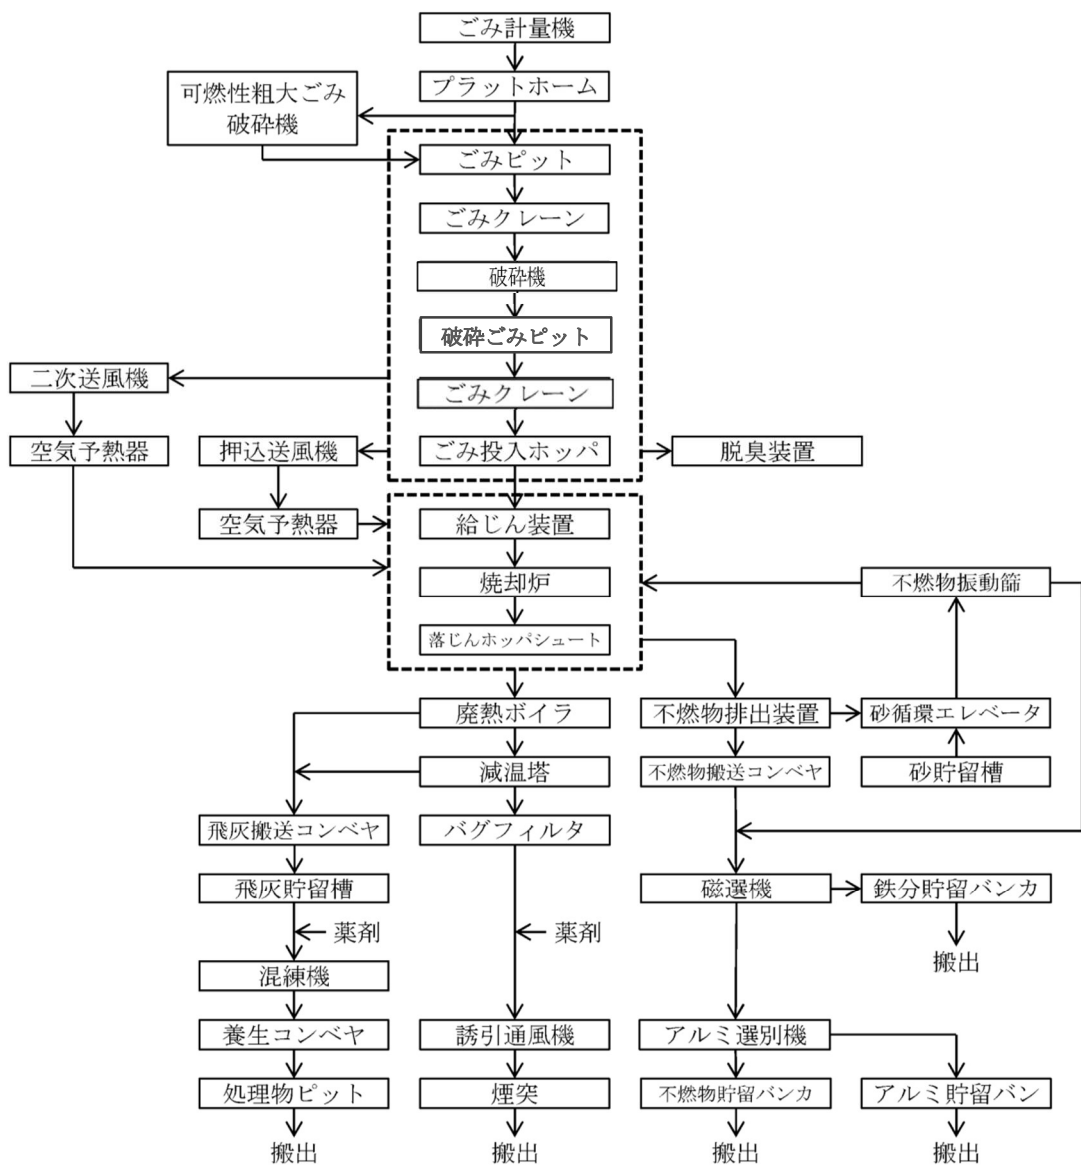 ごみ計量機
プラットホーム
可燃性粗大ごみ
破砕機
ごみピット
ごみクレーン
破砕機
破砕ごみピット
二次送風機
ごみクレーン
空気予熱器
押込送風機
ごみ投入ホッパ
脱臭装置
空気予熱器
給じん装置
焼却炉
不燃物振動篩
落じんホッパシュート
廃熱ボイラ
不燃物排出装置
砂循環エレベータ
減温塔
不燃物搬送コンベヤ
砂貯留槽
飛灰搬送コンベヤ
バグフィルタ
飛灰貯留槽
磁選機
鉄分貯留バンカ
薬剤
薬剤
搬出
混練機
養生コンベヤ
誘引通風機
アルミ選別機
処理物ピット
煙突
不燃物貯留バンカ
アルミ貯留バン
搬出
搬出
搬出
搬出